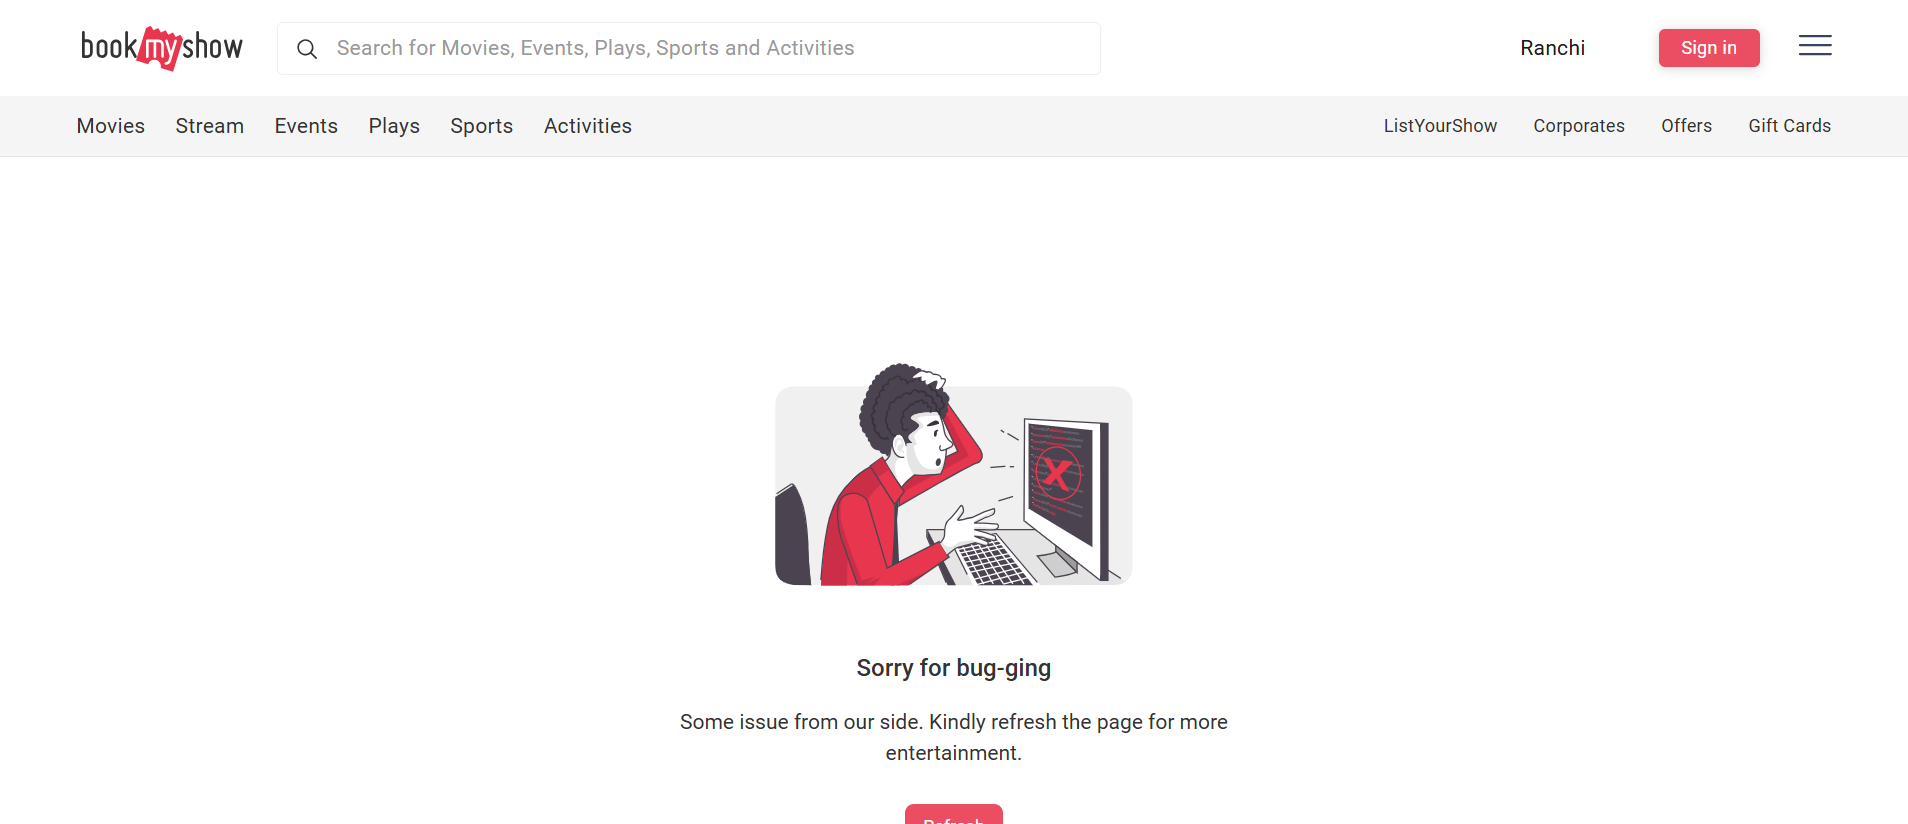 bookmyshow
Search for Movies, Events, Plays, Sports and Activities
Ranchi
Sign in
Movies Stream Events Plays Sports Activities
ListYourShow Corporates Offers Gift Cards
X
Sorry for bug-ging
Some issue from our side. Kindly refresh the page for more
entertainment.
Refresh